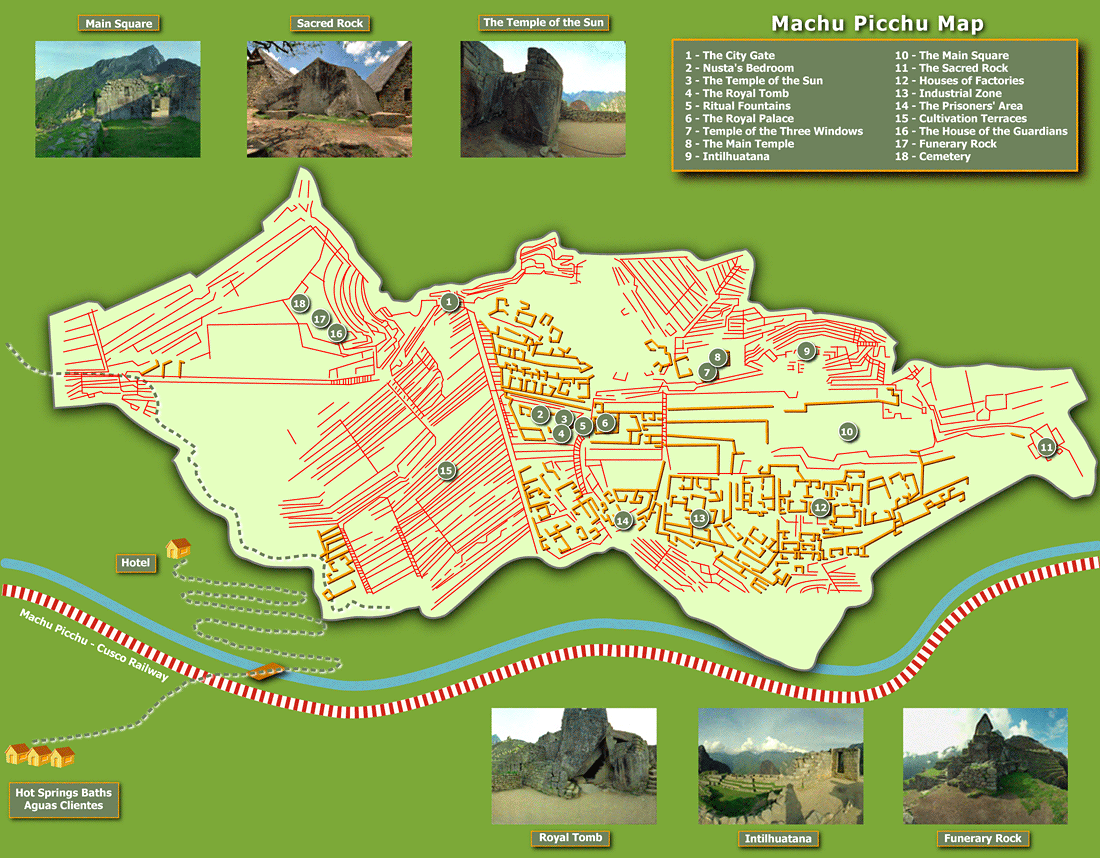 Main Square
Sacred Rock
The Temple of the Sun
Machu Picchu Map
1 - The City Gate
2 - Nusta's Bedroom
3 - The Temple of the Sun
4 - The Royal Tomb
5 - Ritual Fountains
6 - The Royal Palace
7 - Temple of the Three Windows
8 - The Main Temple
9 - Intilhuatana
10 - The Main Square
11 - The Sacred Rock
12 - Houses of Factories
13 - Industrial Zone
14 - The Prisoners' Area
15 - Cultivation Terraces
16 - The House of the Guardians
17 - Funerary Rock
18 - Cemetery
1
18
17
16
9
8
7
2
3
4
5
6
10
11
15
12
13
14
Hotel
Machu Picchu - Cusco Railway
Hot Springs Baths
Aguas Clientes
Royal Tomb
Intilhuatana
Funerary Rock